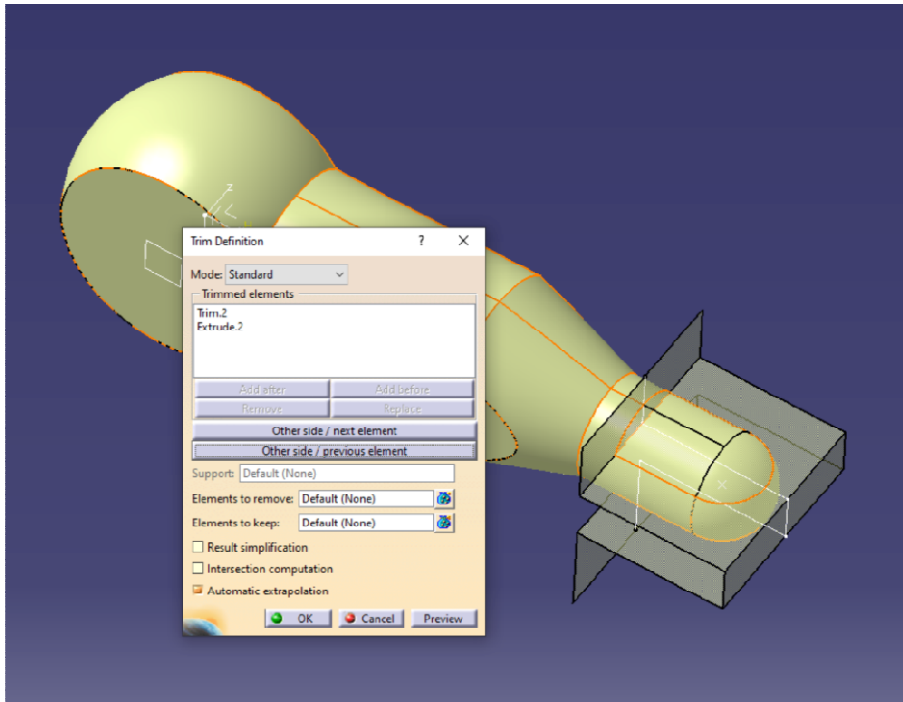 z
Trim Definition ? X
Mode: Standard
Trimmed elements
Trim.2
Extrude.2
Add after Add before
Remove Replace
Other side / next element
Other side / previous element
Support: Default (None)
Elements to remove: Default (None)
Elements to keep: Default (None)
Result simplification
Intersection computation
Automatic extrapolation
OK Cancel Preview